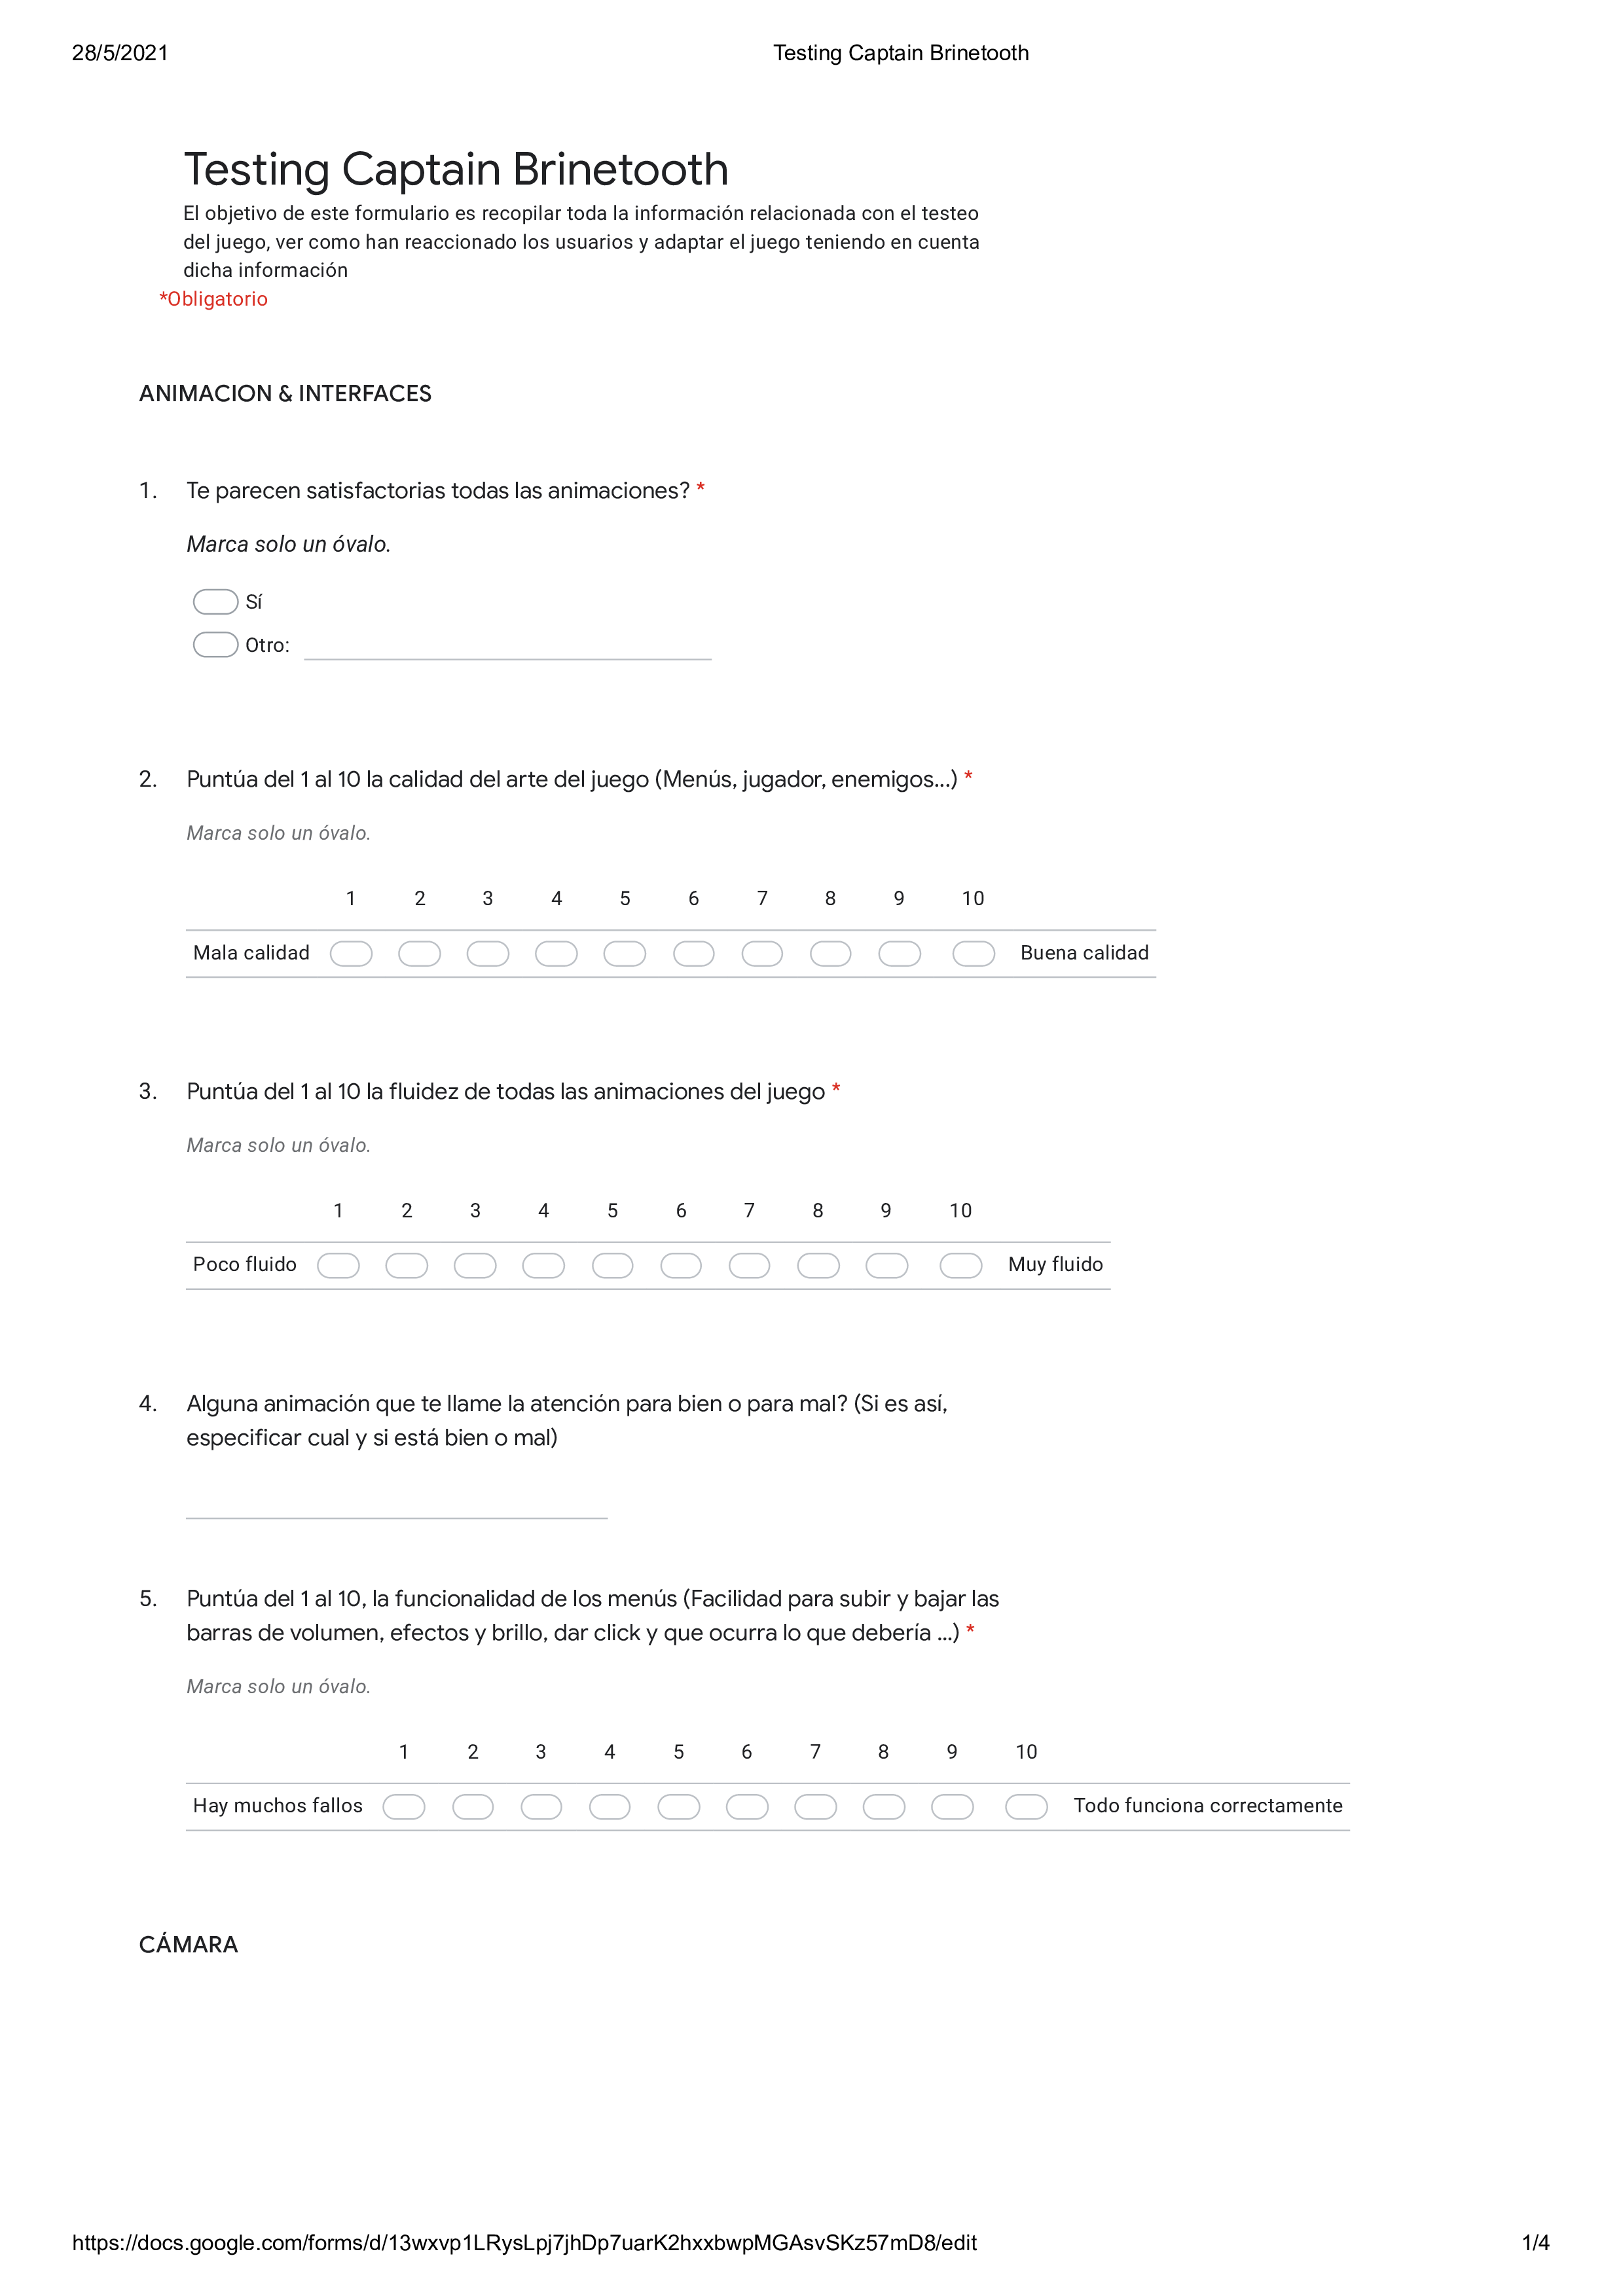 28/5/2021 Testing Captain Brinetooth
Testing Captain Brinetooth
El objetivo de este formulario es recopilar toda la información relacionada con el testeo
del juego, ver como han reaccionado los usuarios y adaptar el juego teniendo en cuenta
dicha información
*Obligatorio
ANIMACION & INTERFACES
1. Te parecen satisfactorias todas las animaciones? *
Marca solo un óvalo.
Sí
Otro:
2. Puntúa del 1 al 10 la calidad del arte del juego (Menús, jugador, enemigos...) *
Marca solo un óvalo.
1 2 3 4 5 6 7 8 9 10
Mala calidad Buena calidad
3. Puntúa del 1 al 10 la fluidez de todas las animaciones del juego *
Marca solo un óvalo.
1 2 3 4 5 6 7 8 9 10
Poco fluido Muy fluido
4. Alguna animación que te llame la atención para bien o para mal? (Si es así,
especificar cual y si está bien o mal)
5. Puntúa del 1 al 10, la funcionalidad de los menús (Facilidad para subir y bajar las
barras de volumen, efectos y brillo, dar click y que ocurra lo que debería ...) *
Marca solo un óvalo.
1 2 3 4 5 6 7 8 9 10
Hay muchos fallos Todo funciona correctamente
CÁMARA
https://docs.google.com/forms/d/13wxvp1LRysLpj7jhDp7uarK2hxxbwpMGAsvSKz57mD8/edit 1/4